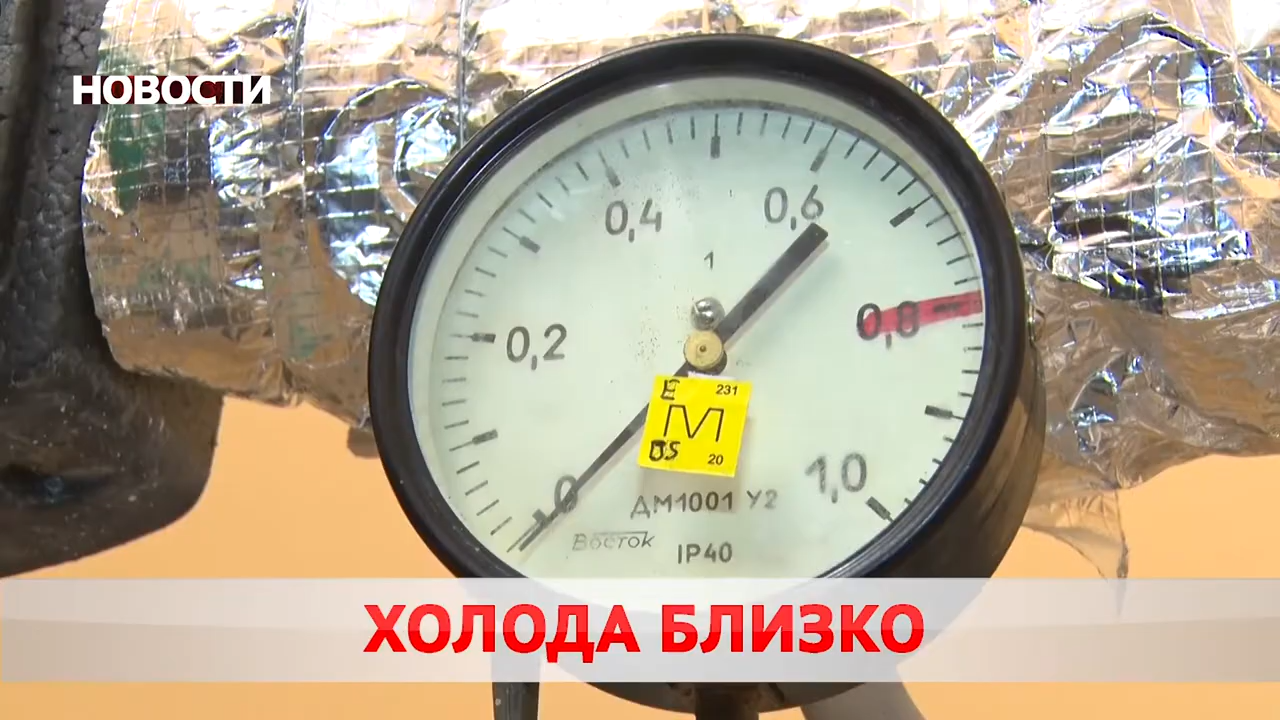 НОВОСТИ
0,4
0,6
1
0,2
0,8
E 231
М
05 20
0
1,0
ДМ1001 У2
Восток
IP40
ХОЛОДА БЛИЗКО